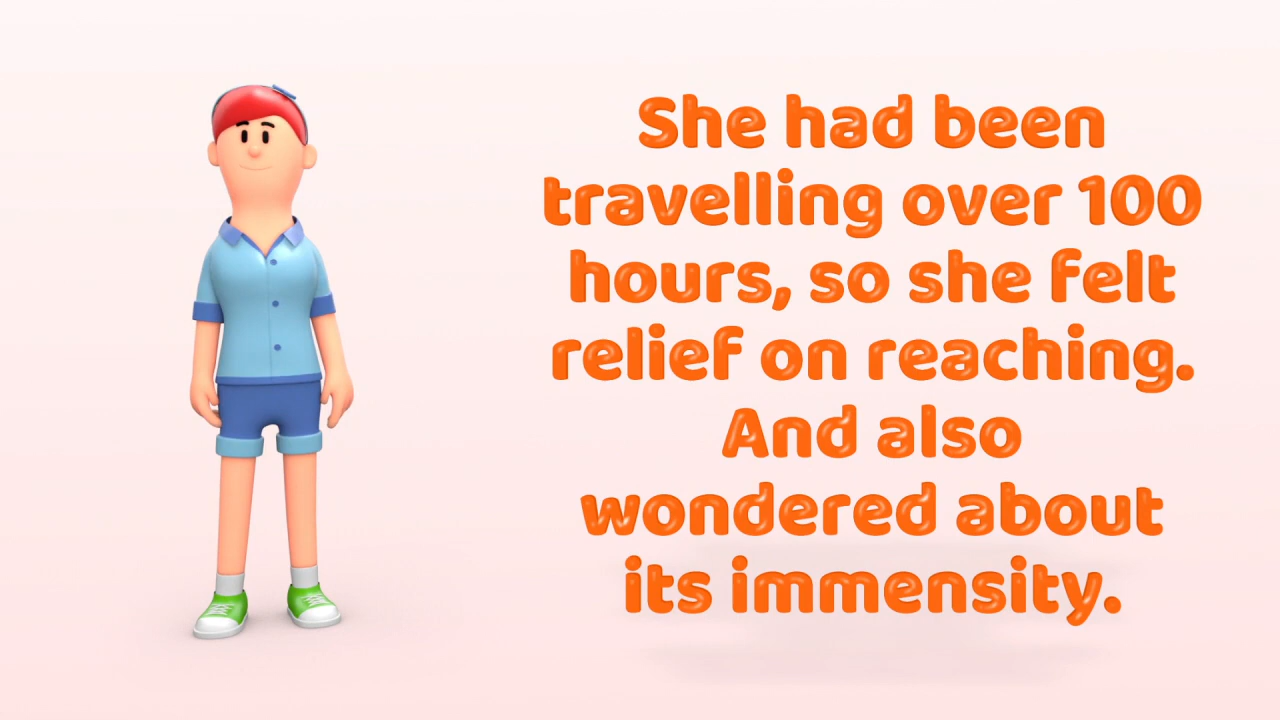 She had been
travelling over 100
hours, so she felt
relief on reaching.
And also
wondered about
its immensity.